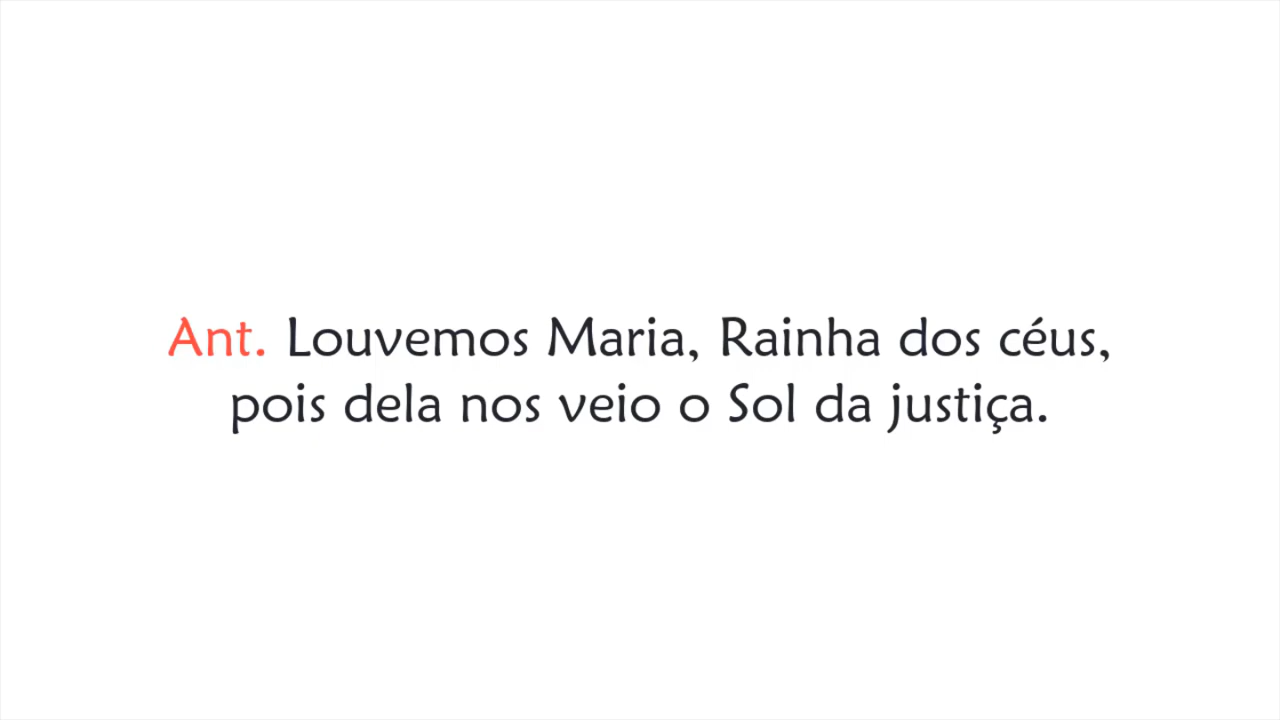 Ant. Louvemos Maria, Rainha dos céus,
pois dela nos veio o Sol da justiça.